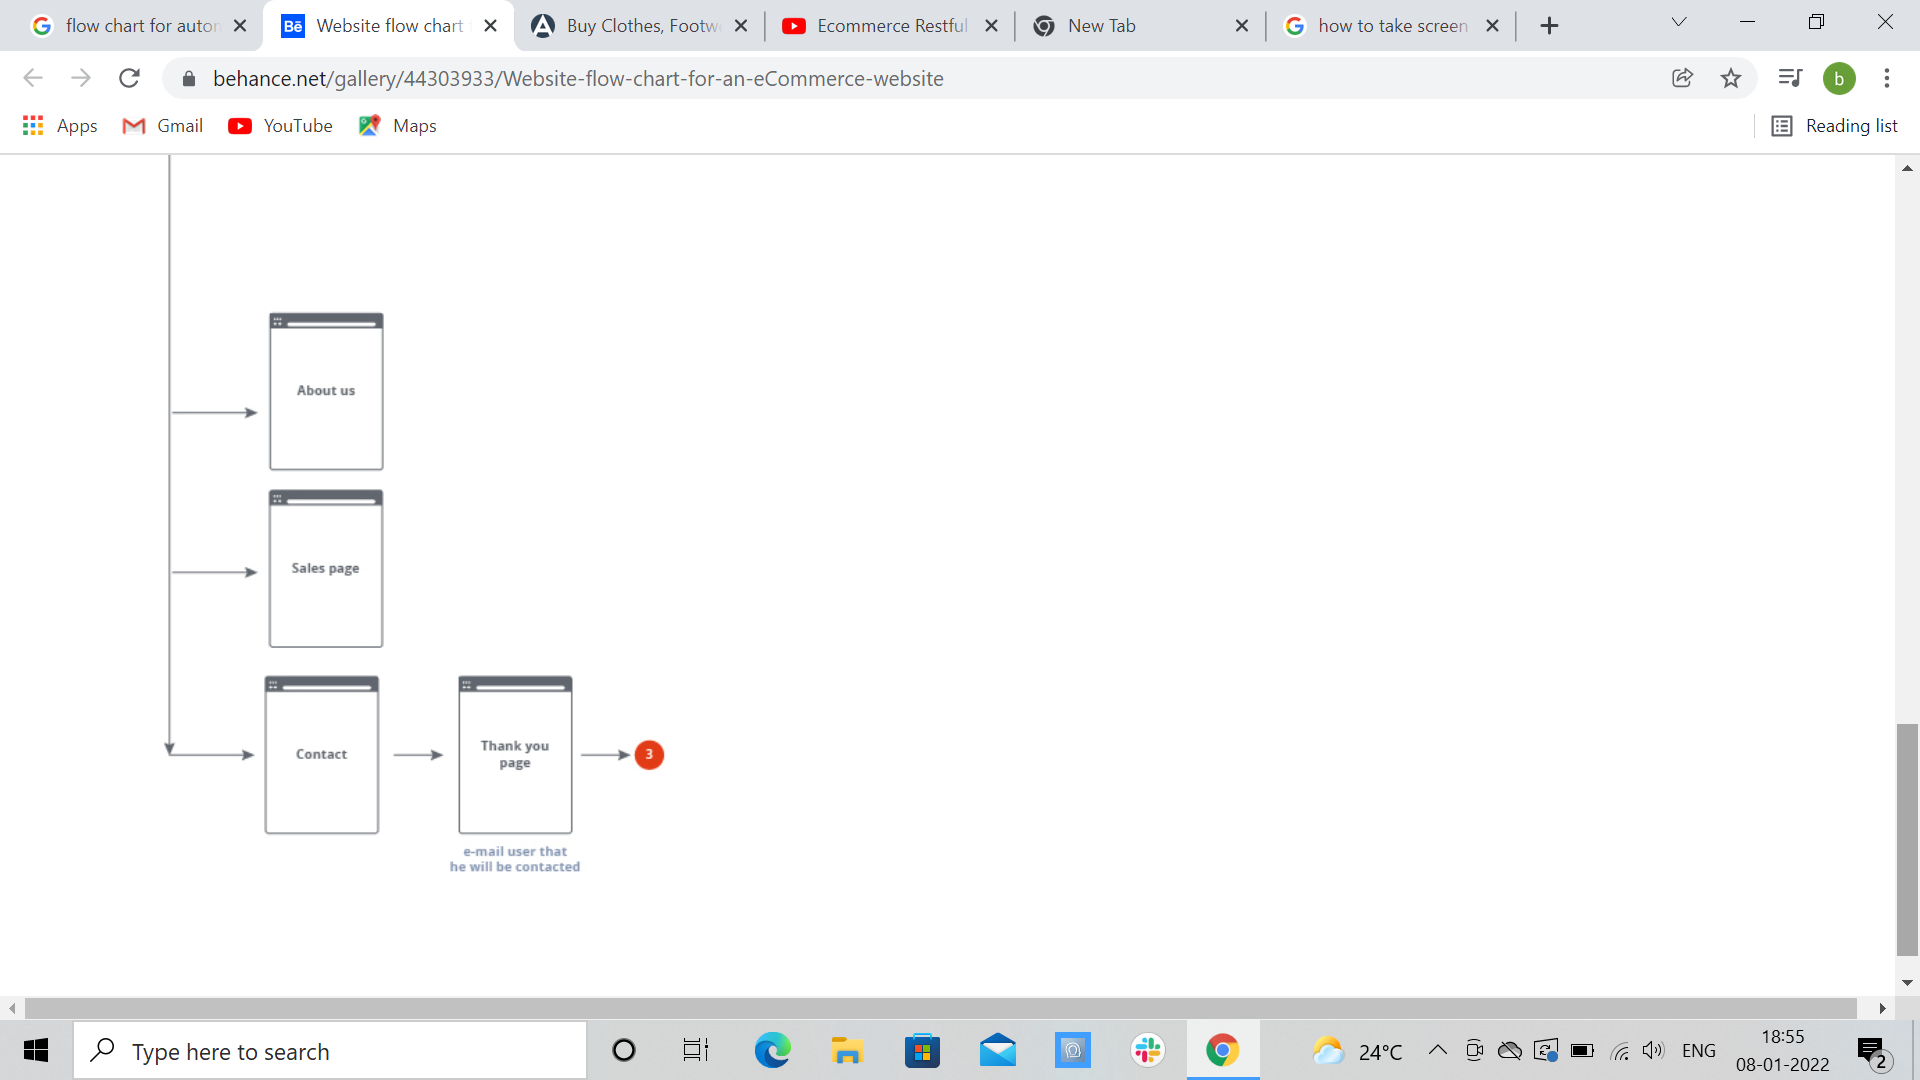 flow chart for auton
Bē Website flow chart
Buy Clothes, Footw
Ecommerce Restful
New Tab
how to take screen
behance.net/gallery/44303933/Website-flow-chart-for-an-eCommerce-website
b
Apps
Gmail
YouTube
Maps
Reading list
About us
Sales page
Contact
Thank you
page
3
e-mail user that
he will be contacted
Type here to search
24°C
ENG
18:55
08-01-2022
2